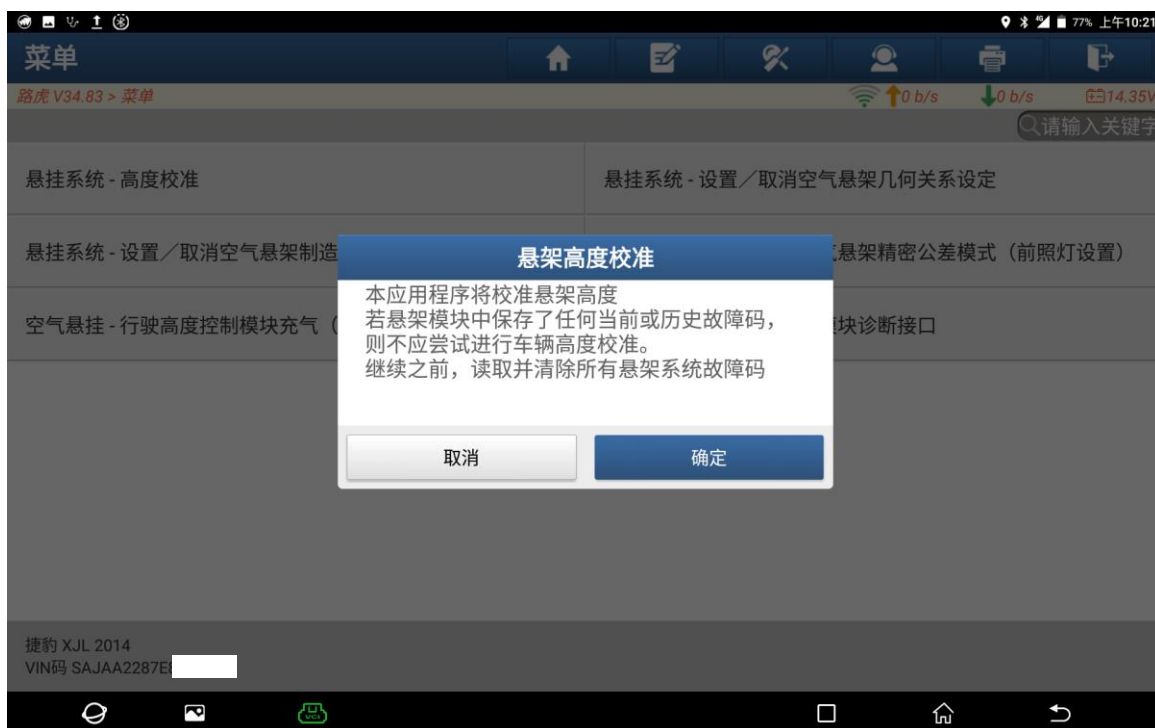 77% 上午10:21
菜单
路虎 V34.83 > 菜单
0 b/s
0 b/s
14.35V
请输入关键字
悬挂系统 - 高度校准
悬挂系统 - 设置／取消空气悬架几何关系设定
悬挂系统 - 设置／取消空气悬架制造
悬架精密公差模式（前照灯设置）
空气悬挂 - 行驶高度控制模块充气（
块诊断接口
悬架高度校准
本应用程序将校准悬架高度
若悬架模块中保存了任何当前或历史故障码，
则不应尝试进行车辆高度校准。
继续之前，读取并清除所有悬架系统故障码
取消
确定
捷豹 XJL 2014
VIN码 SAJAA2287E
VCI